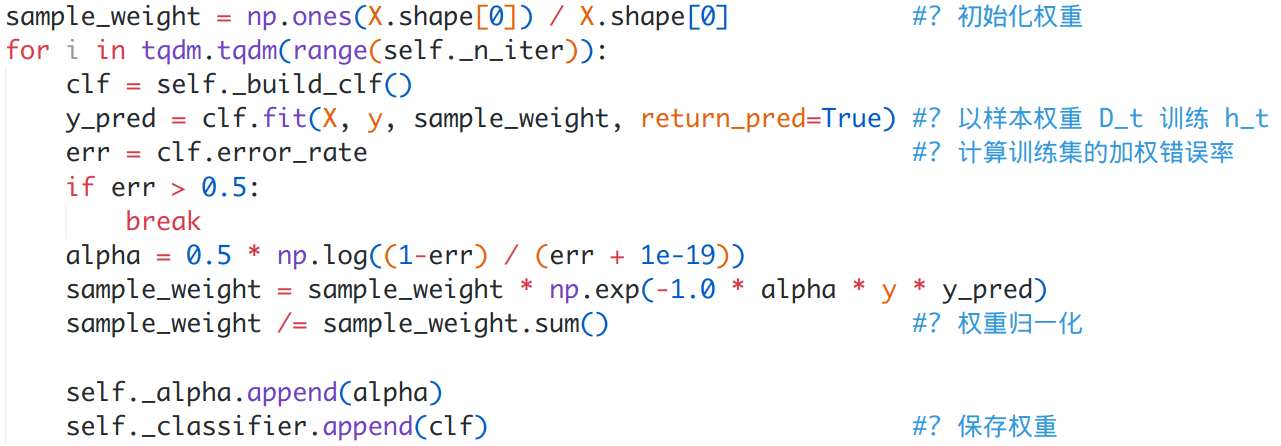 sample_weight = np.ones(X.shape[0]) / X.shape[0] #? 初始化权重
for i in tqdm.tqdm(range(self._n_iter)):
    clf = self._build_clf()
    y_pred = clf.fit(X, y, sample_weight, return_pred=True) #? 以样本权重 D_t 训练 h_t
    err = clf.error_rate #? 计算训练集的加权错误率
    if err > 0.5:
        break
    alpha = 0.5 * np.log((1-err) / (err + 1e-19))
    sample_weight = sample_weight * np.exp(-1.0 * alpha * y * y_pred)
    sample_weight /= sample_weight.sum() #? 权重归一化
    self._alpha.append(alpha)
    self._classifier.append(clf) #? 保存权重